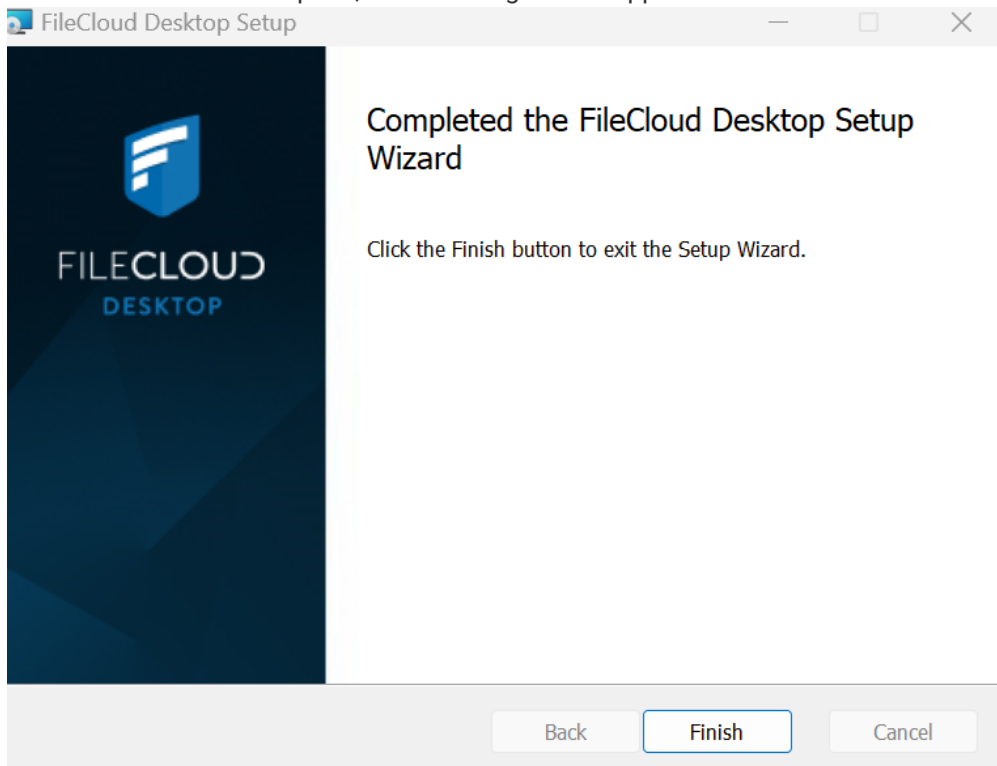 FileCloud Desktop Setup
Completed the FileCloud Desktop Setup
Wizard
Click the Finish button to exit the Setup Wizard.
FILECLOUD
DESKTOP
Back
Finish
Cancel